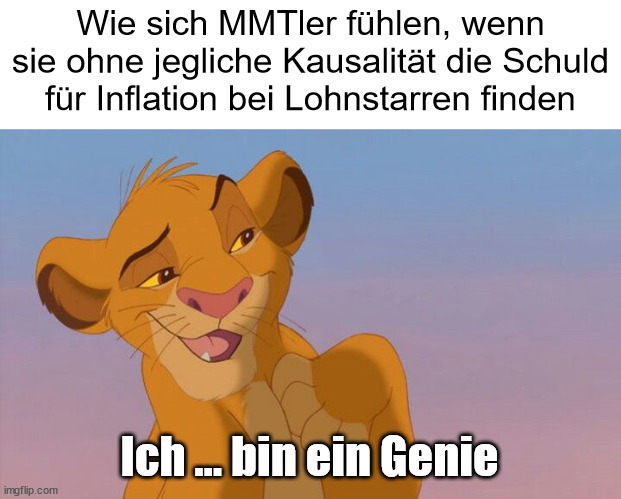 Wie sich MMTler fühlen, wenn
sie ohne jegliche Kausalität die Schuld
für Inflation bei Lohnstarren finden
Ich ... bin ein Genie
imgflip.com